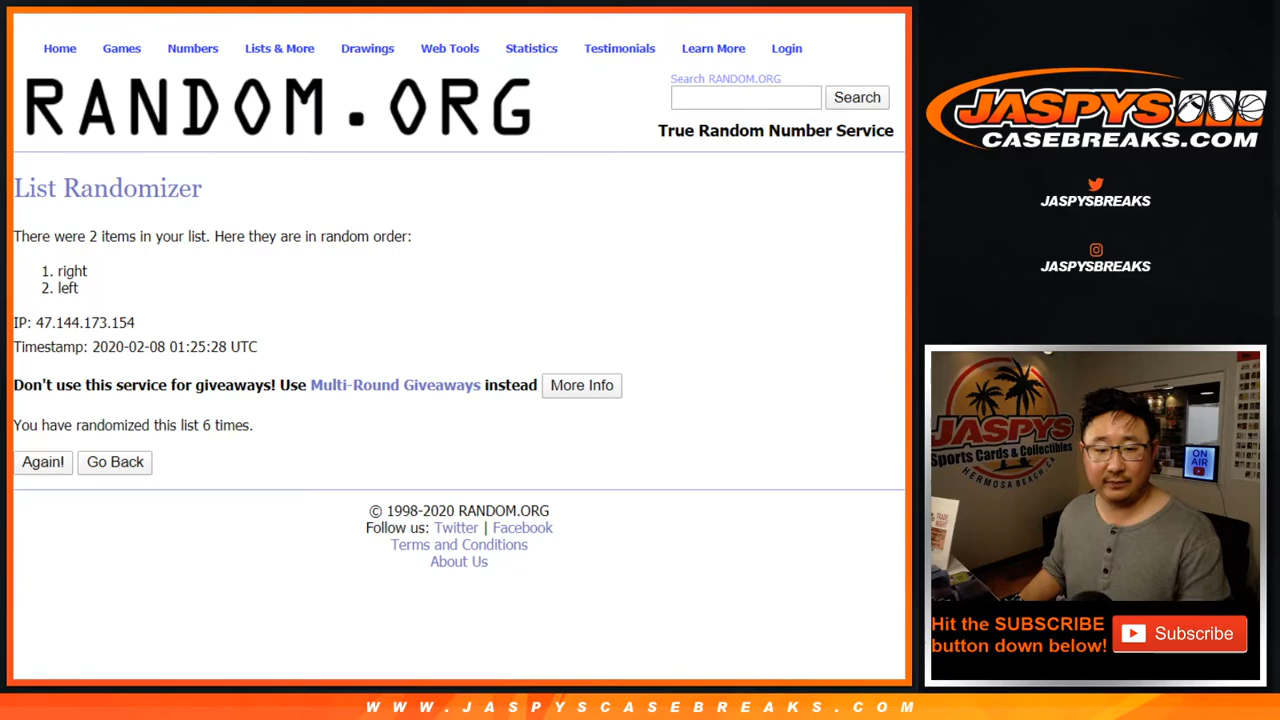 Home Games Numbers Lists & More Drawings Web Tools Statistics Testimonials Learn More Login
RANDOM.ORG
Search RANDOM.ORG
Search
True Random Number Service
List Randomizer
There were 2 items in your list. Here they are in random order:
1. right
2. left
IP: 47.144.173.154
Timestamp: 2020-02-08 01:25:28 UTC
Don't use this service for giveaways! Use Multi-Round Giveaways instead More Info
You have randomized this list 6 times.
Again! Go Back
© 1998-2020 RANDOM.ORG
Follow us: Twitter | Facebook
Terms and Conditions
About Us
JASPYS
CASEBREAKS.COM
JASPYSBREAKS
JASPYSBREAKS
JASPYS
Sports Cards & Collectibles
HERMOSA BEACH, CA
ON
AIR
TRADE
NIGHT
Hit the SUBSCRIBE
button down below!
Subscribe
WWW.JASPYSCASEBREAKS.COM